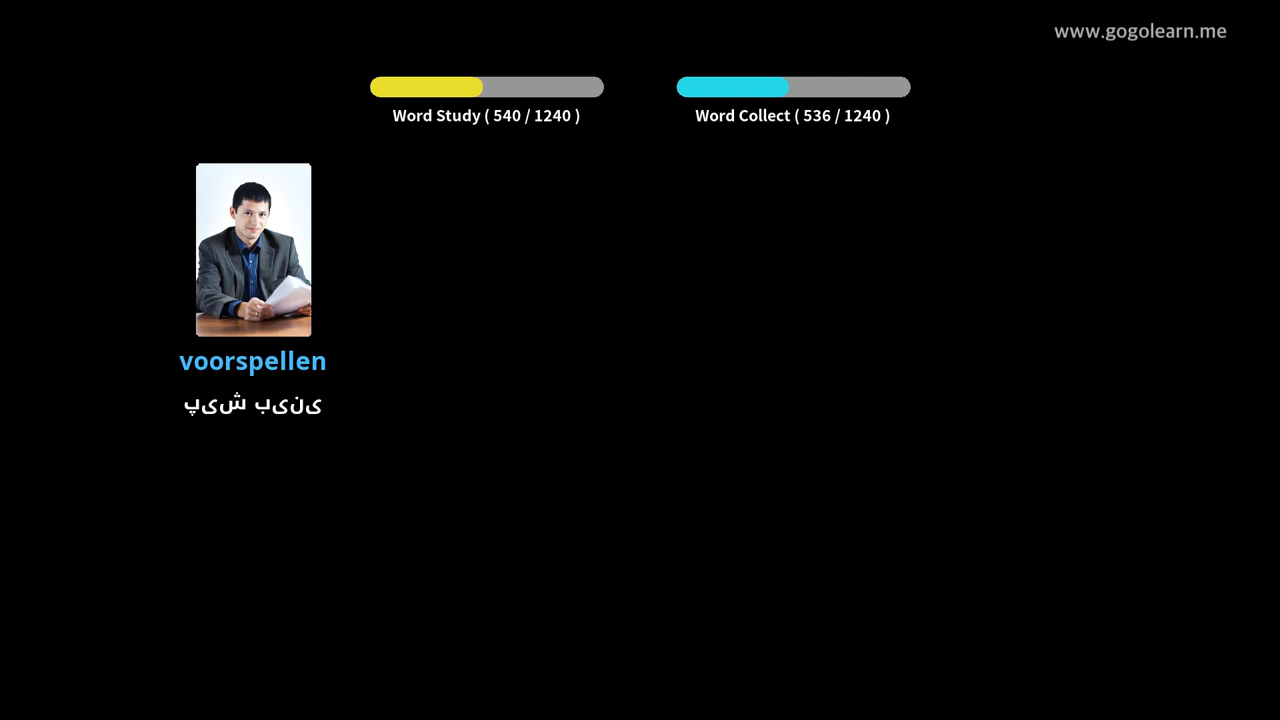 www.gogolearn.me
Word Study ( 540 / 1240 )
Word Collect ( 536 / 1240 )
voorspellen
پیش بینی